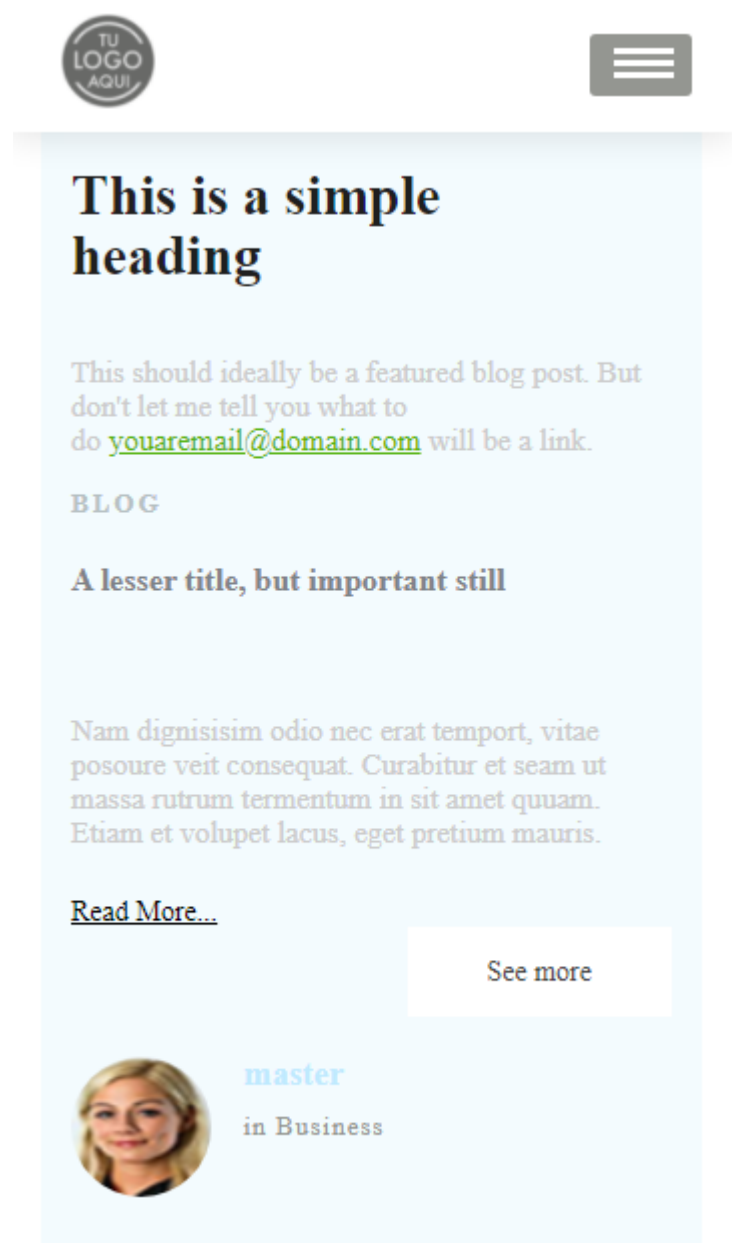 TU
LOGO
AQUI
This is a simple
heading
This should ideally be a featured blog post. But
don't let me tell you what to
do youaremail@domain.com will be a link.
BLOG
A lesser title, but important still
Nam dignisisim odio nec erat temport, vitae
posoure veit consequat. Curabitur et seam ut
massa rutrum termentum in sit amet quuam.
Etiam et volupet lacus, eget pretium mauris.
Read More...
See more
master
in Business